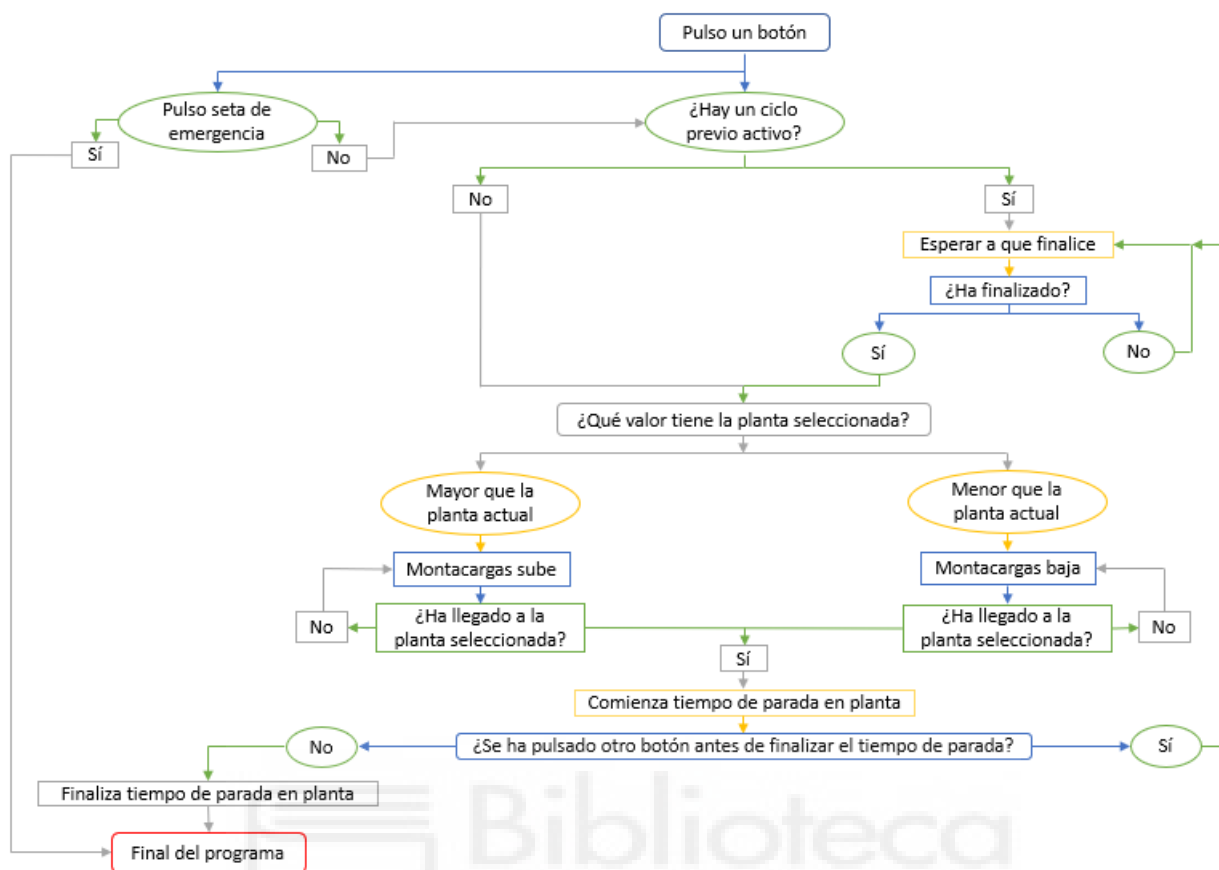 Pulso un botón
Pulso seta de
emergencia
¿Hay un ciclo
previo activo?
Sí
No
No
Sí
Esperar a que finalice
¿Ha finalizado?
Sí
No
¿Qué valor tiene la planta seleccionada?
Mayor que la
planta actual
Menor que la
planta actual
Montacargas sube
Montacargas baja
No
¿Ha llegado a la
planta seleccionada?
¿Ha llegado a la
planta seleccionada?
No
Sí
Comienza tiempo de parada en planta
No
¿Se ha pulsado otro botón antes de finalizar el tiempo de parada?
Sí
Finaliza tiempo de parada en planta
Final del programa
Biblioteca